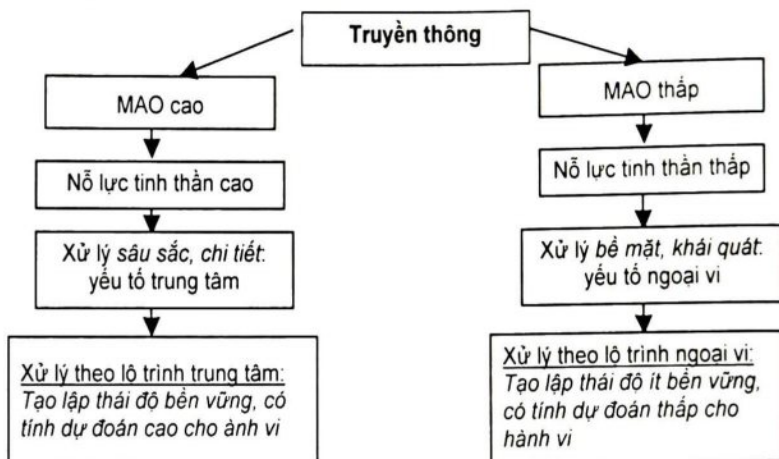 Truyền thông
MAO cao
Nỗ lực tinh thần cao
Xử lý sâu sắc, chi tiết:
yếu tố trung tâm
Xử lý theo lộ trình trung tâm:
Tạo lập thái độ bền vững, có
tính dự đoán cao cho ành vi
MAO thấp
Nỗ lực tinh thần thấp
Xử lý bề mặt, khái quát:
yếu tố ngoại vi
Xử lý theo lộ trình ngoại vi:
Tạo lập thái độ ít bền vững,
có tính dự đoán thấp cho
hành vi